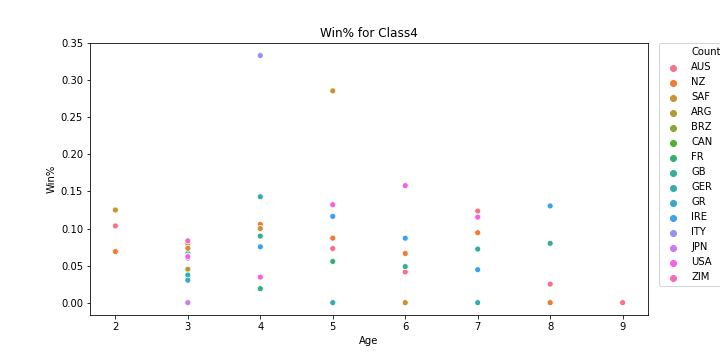 Win% for Class4
Win%
0.35
0.30
0.25
0.20
0.15
0.10
0.05
0.00
2 3 4 5 6 7 8 9
Age
Count
AUS
NZ
SAF
ARG
BRZ
CAN
FR
GB
GER
GR
IRE
ITY
JPN
USA
ZIM